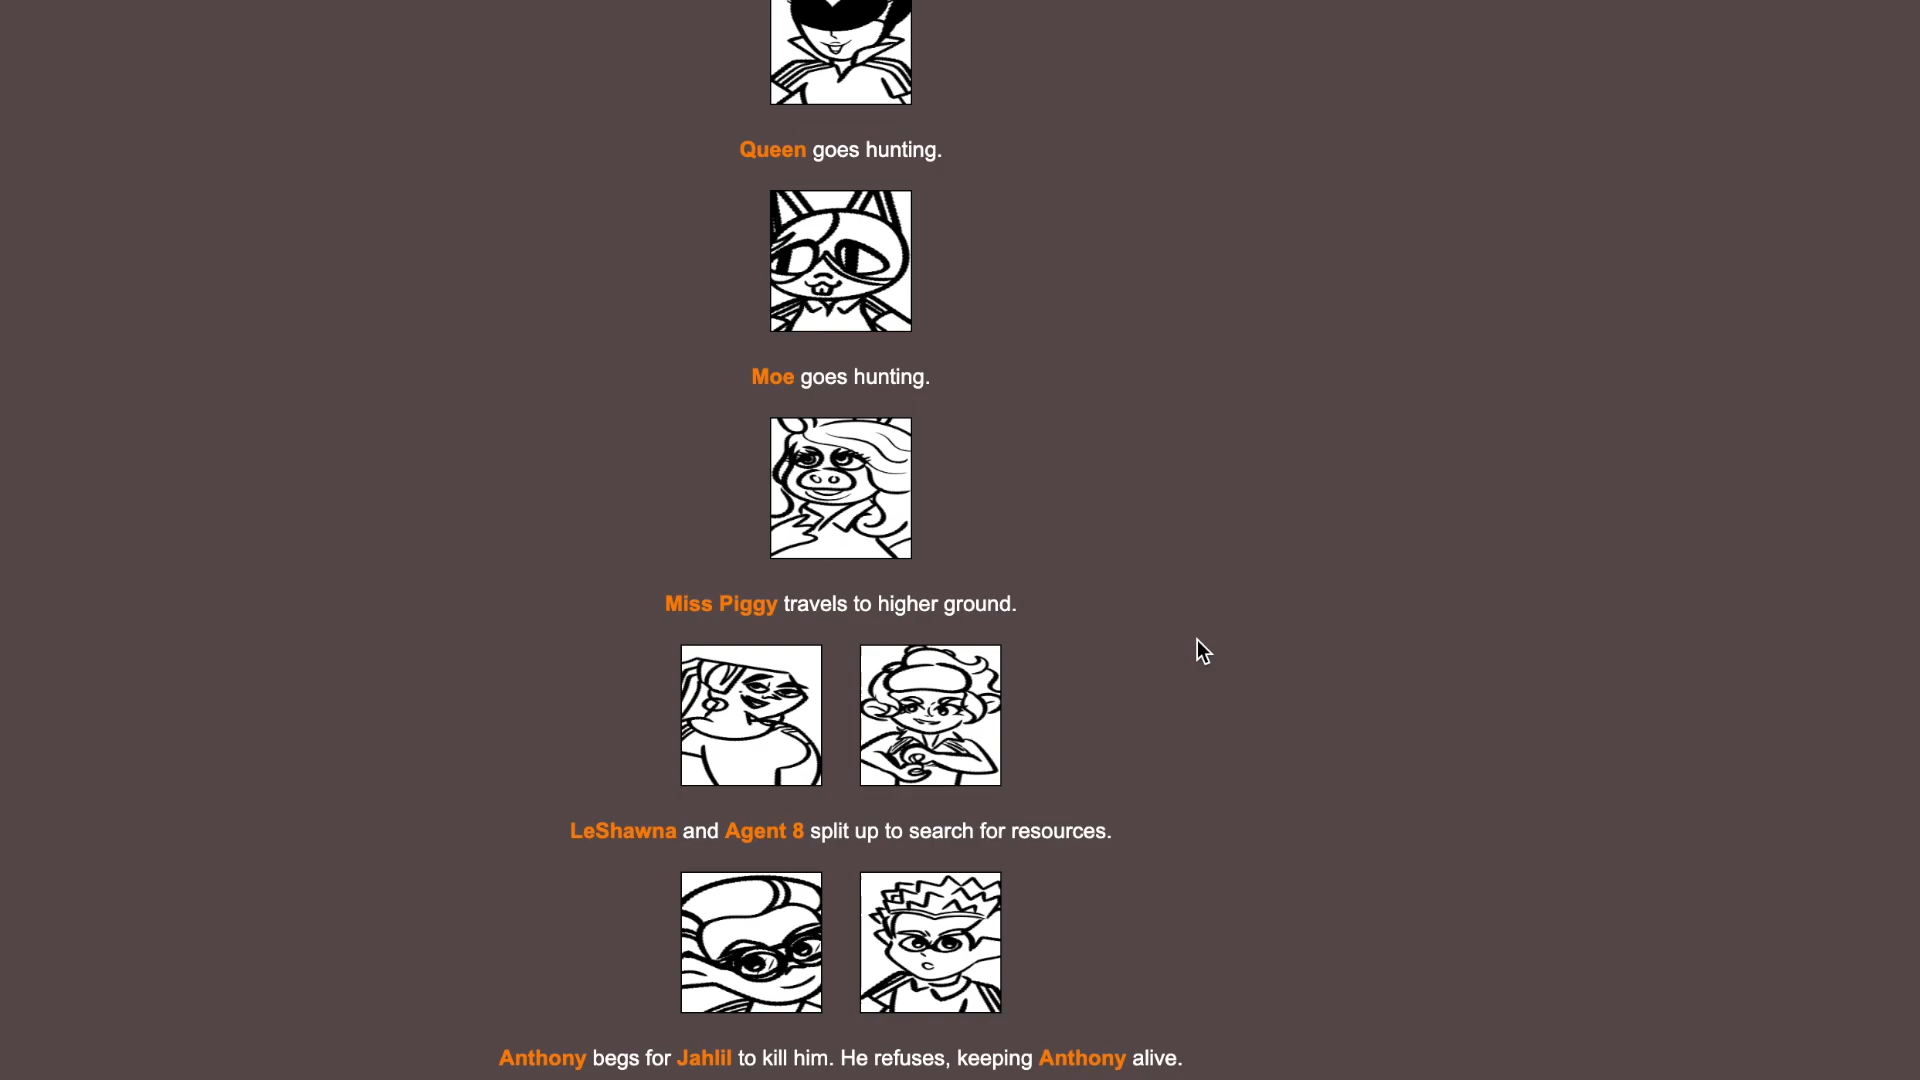 Queen goes hunting.
Moe goes hunting.
Miss Piggy travels to higher ground.
LeShawna and Agent 8 split up to search for resources.
Anthony begs for Jahlil to kill him. He refuses, keeping Anthony alive.